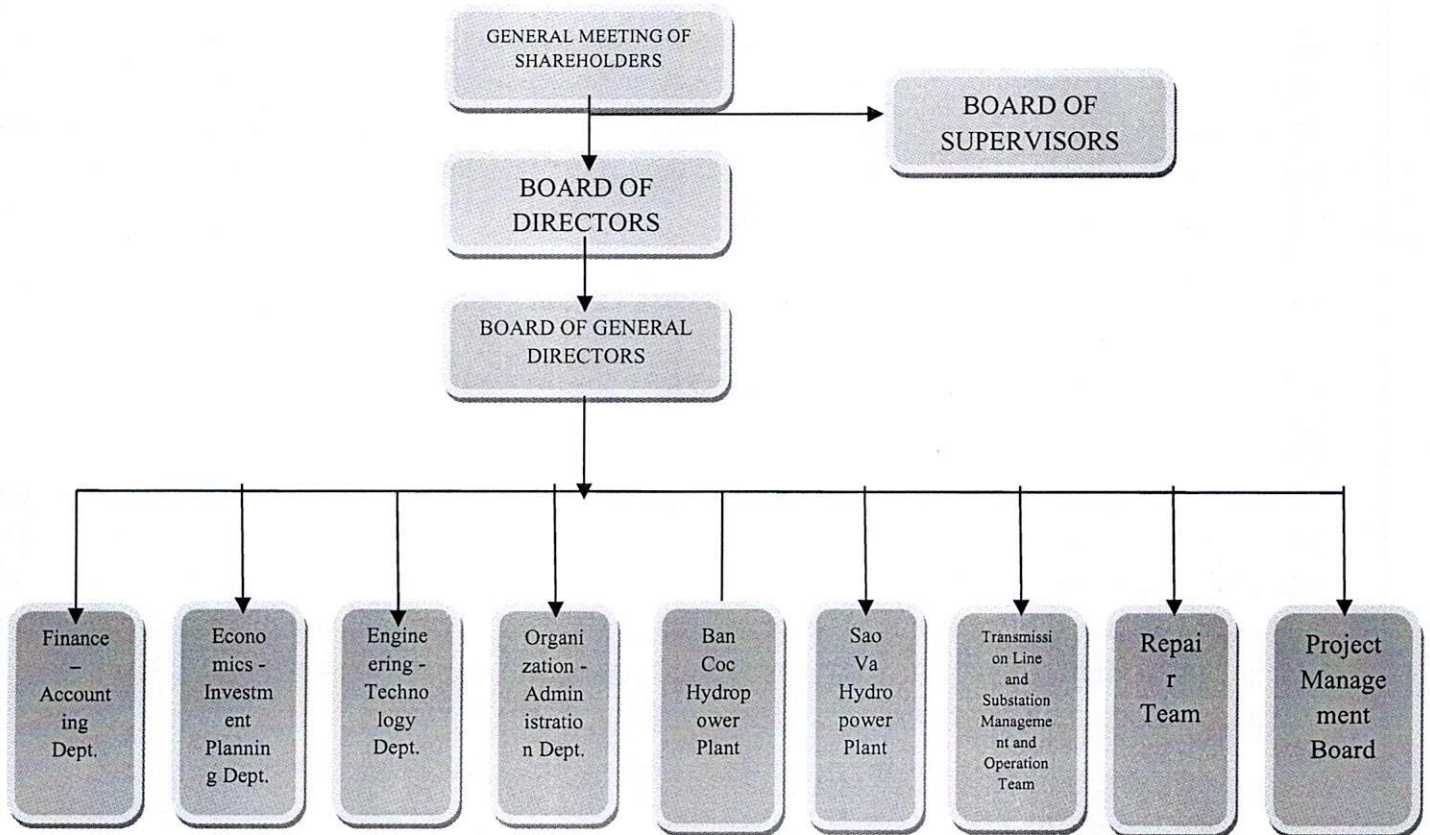 GENERAL MEETING OF
SHAREHOLDERS
BOARD OF
SUPERVISORS
BOARD OF
DIRECTORS
BOARD OF GENERAL
DIRECTORS
Finance
–
Account
ing
Dept.
Econo
mics -
Investm
ent
Plannin
g Dept.
Engine
ering -
Techno
logy
Dept.
Organi
zation -
Admin
istratio
n Dept.
Ban
Coc
Hydrop
ower
Plant
Sao
Va
Hydro
power
Plant
Transmissi
on Line
and
Substation
Manageme
nt and
Operation
Team
Repai
r
Team
Project
Manage
ment
Board